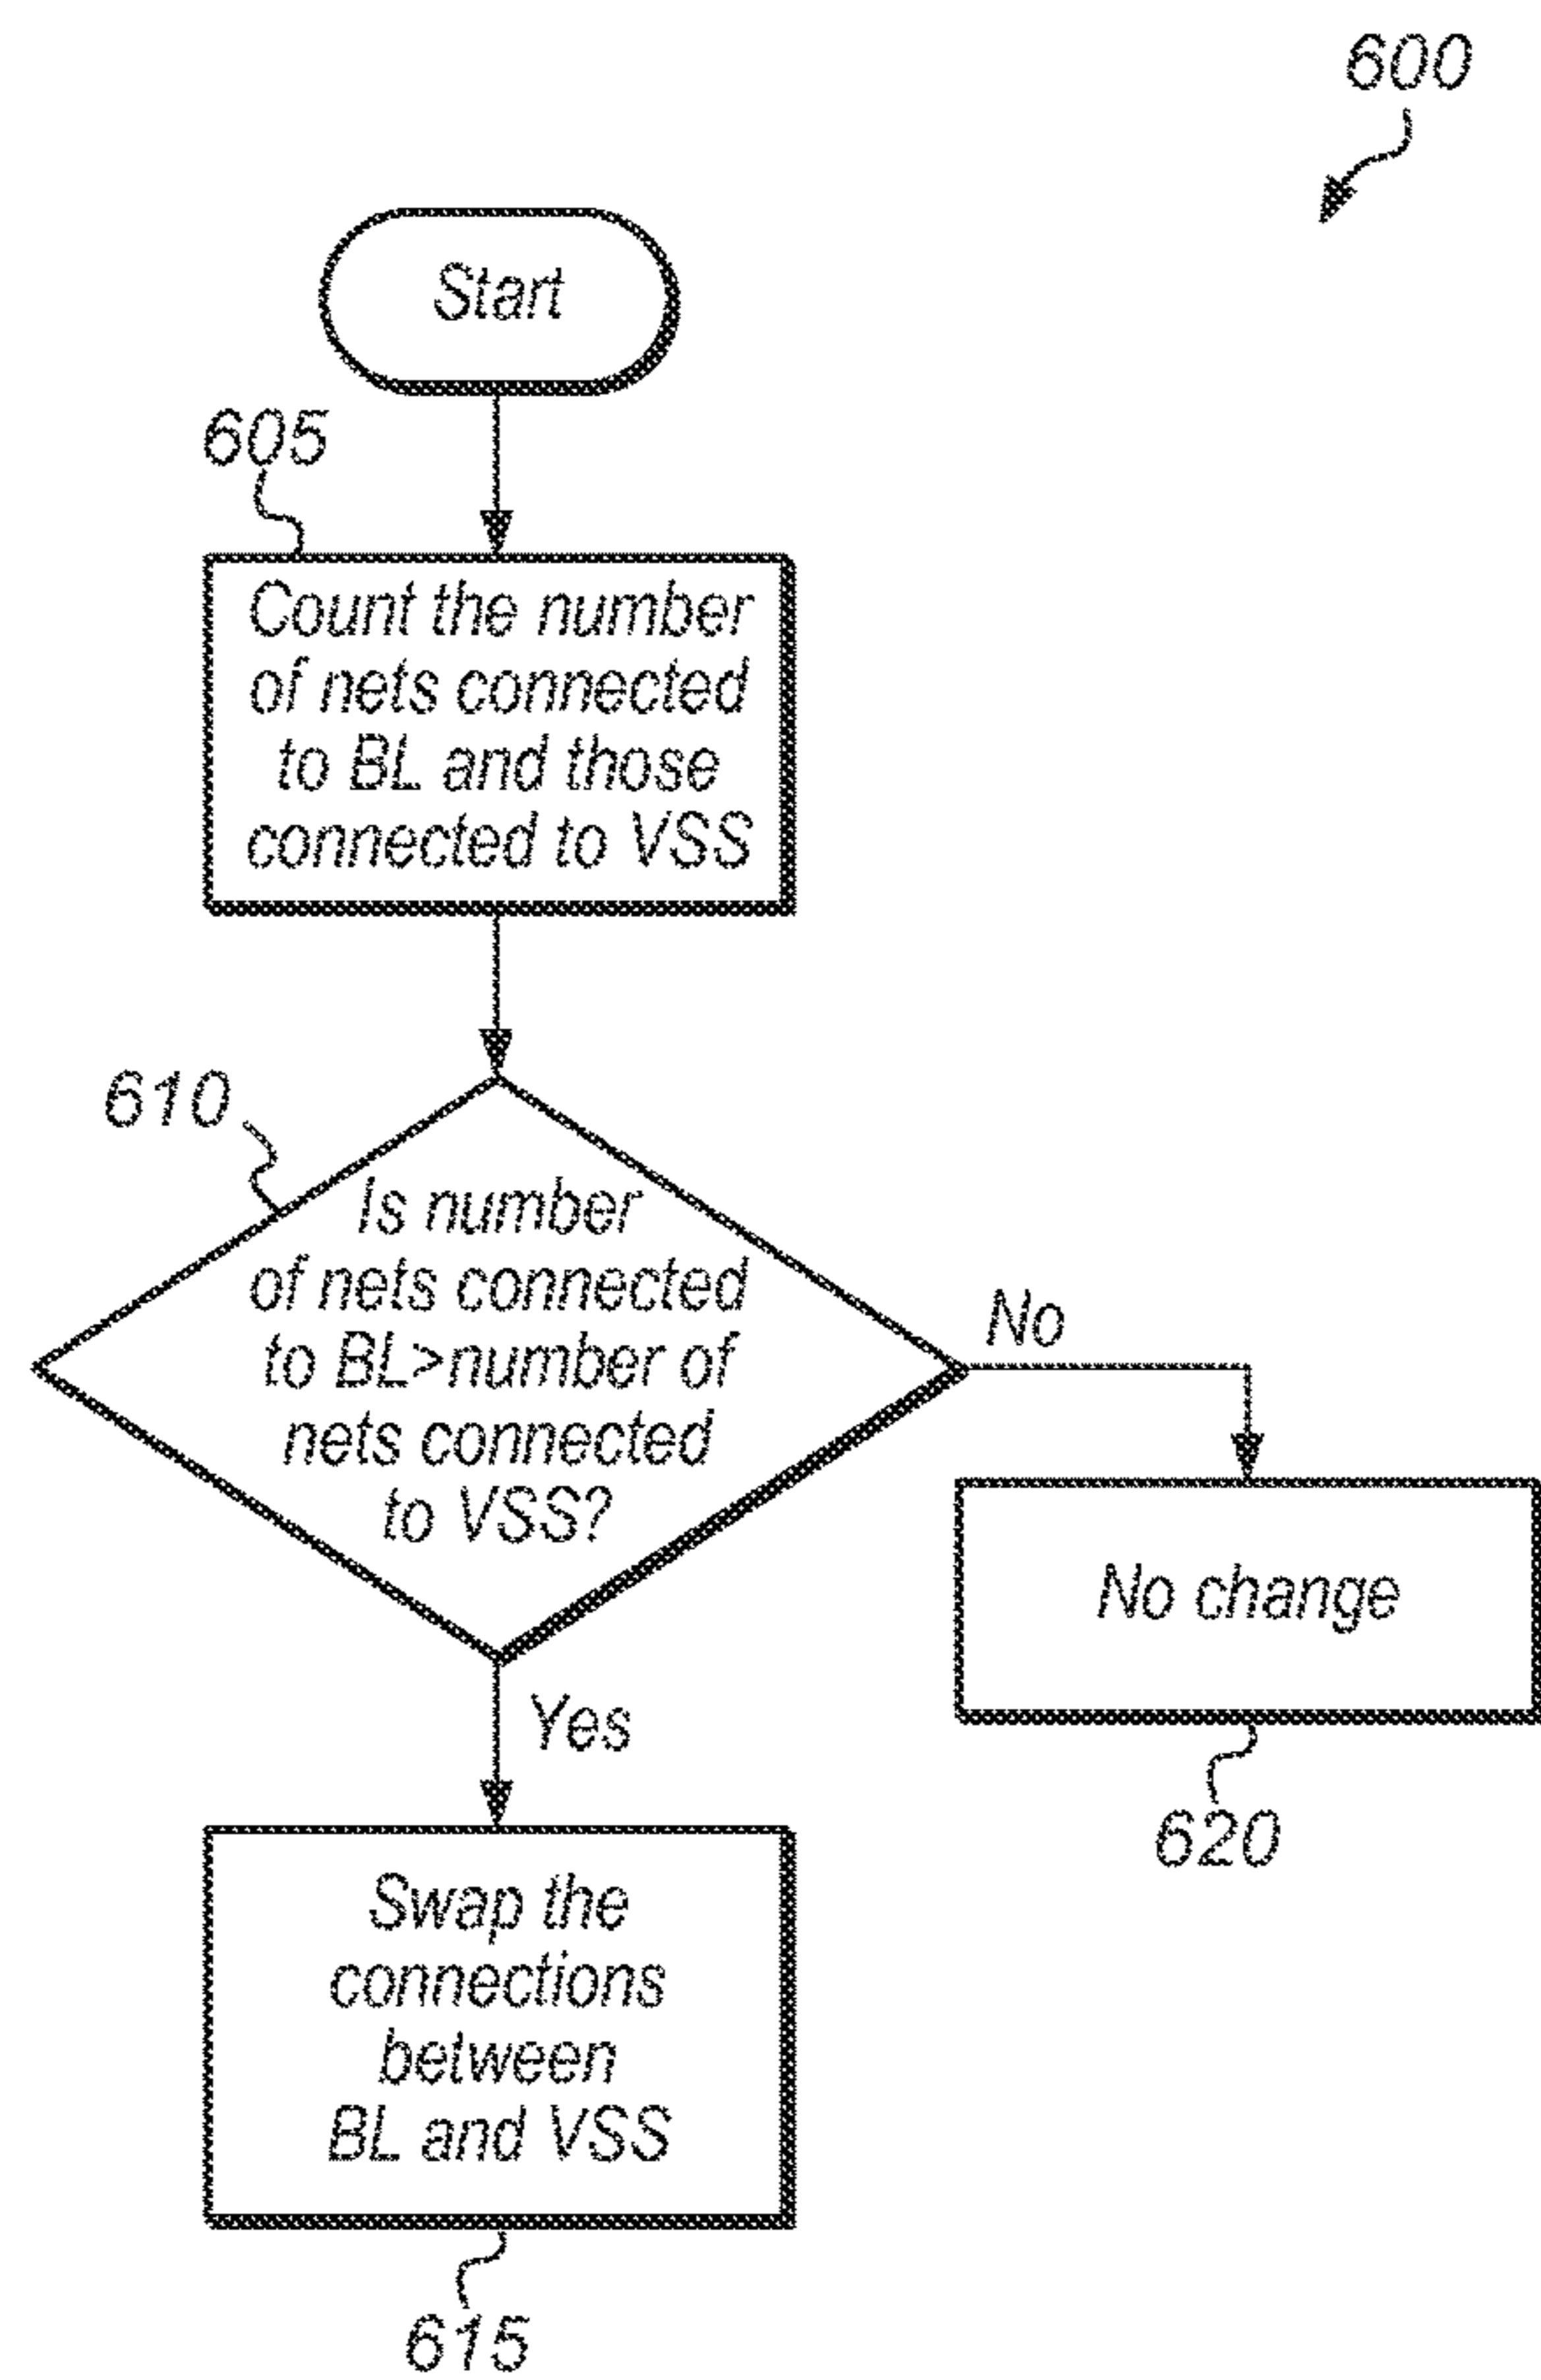 600
Start
605
Count the number
of nets connected
to BL and those
connected to VSS
610
Is number
of nets connected
to BL>number of
nets connected
to VSS?
No
No change
620
Yes
Swap the
connections
between
BL and VSS
615